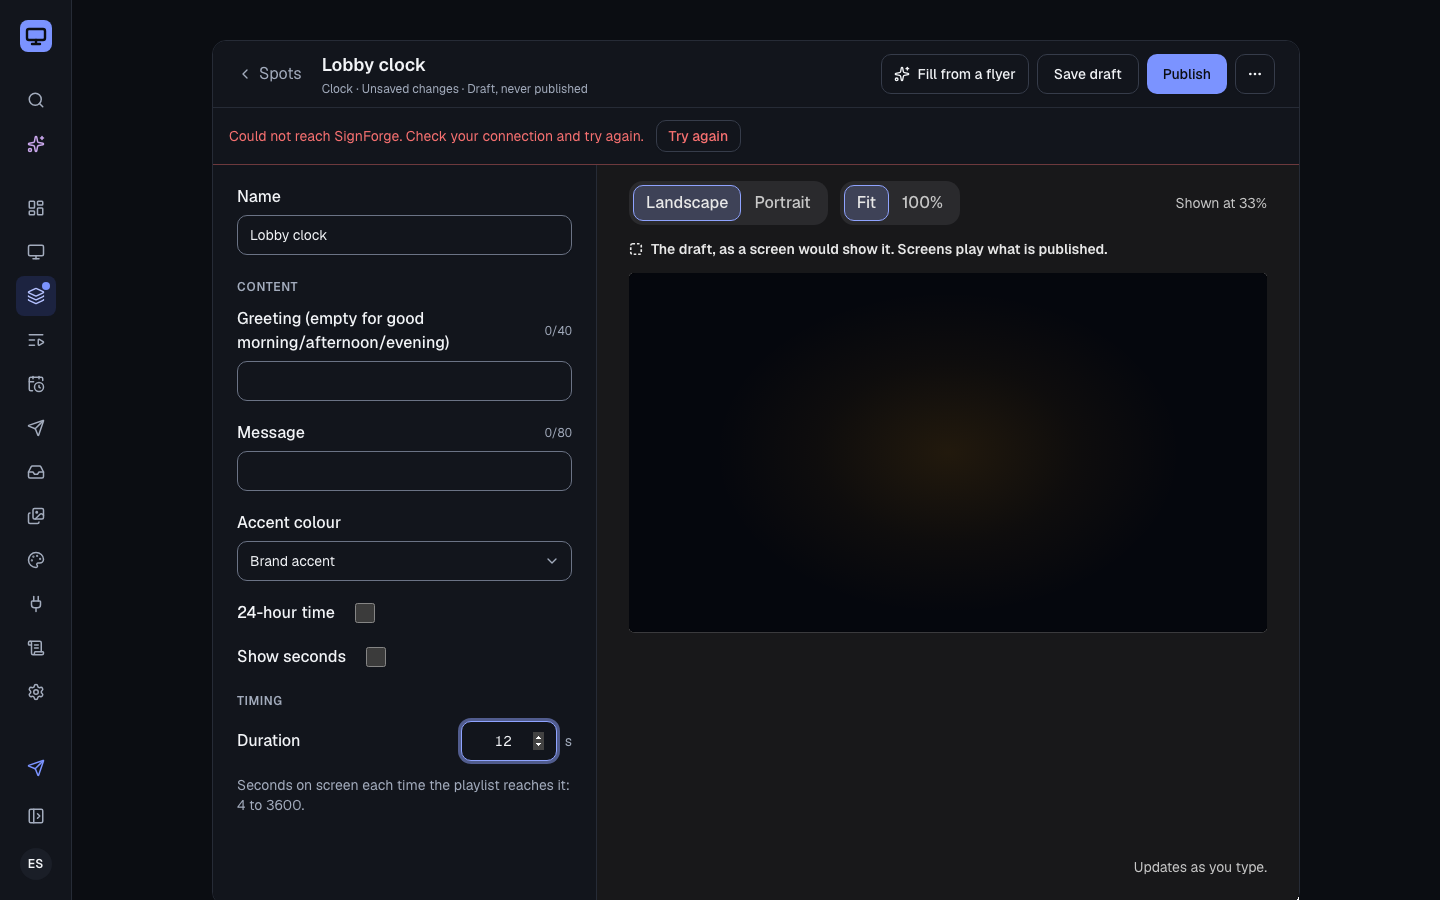 Spots
Lobby clock
Clock · Unsaved changes · Draft, never published
Fill from a flyer
Save draft
Publish
Could not reach SignForge. Check your connection and try again.
Try again
Name
Lobby clock
CONTENT
Greeting (empty for good
morning/afternoon/evening)
0/40
Message
0/80
Accent colour
Brand accent
24-hour time
Show seconds
TIMING
Duration
12
s
Seconds on screen each time the playlist reaches it:
4 to 3600.
Landscape
Portrait
Fit
100%
Shown at 33%
The draft, as a screen would show it. Screens play what is published.
Updates as you type.
ES